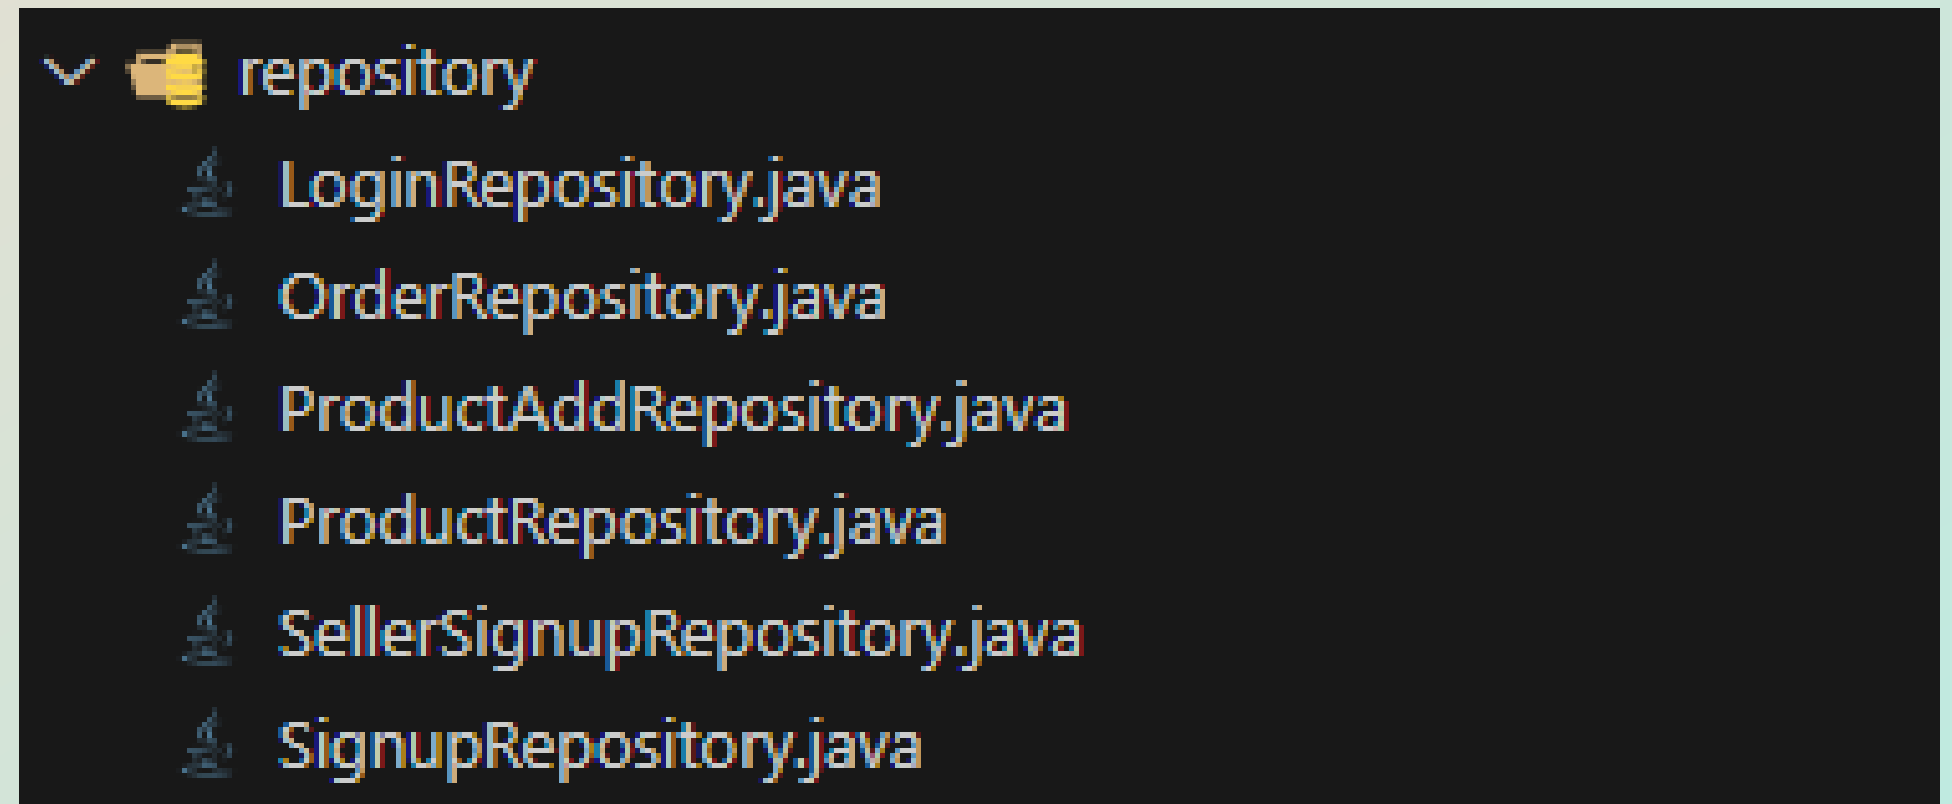 repository
LoginRepository.java
OrderRepository.java
ProductAddRepository.java
ProductRepository.java
SellerSignupRepository.java
SignupRepository.java